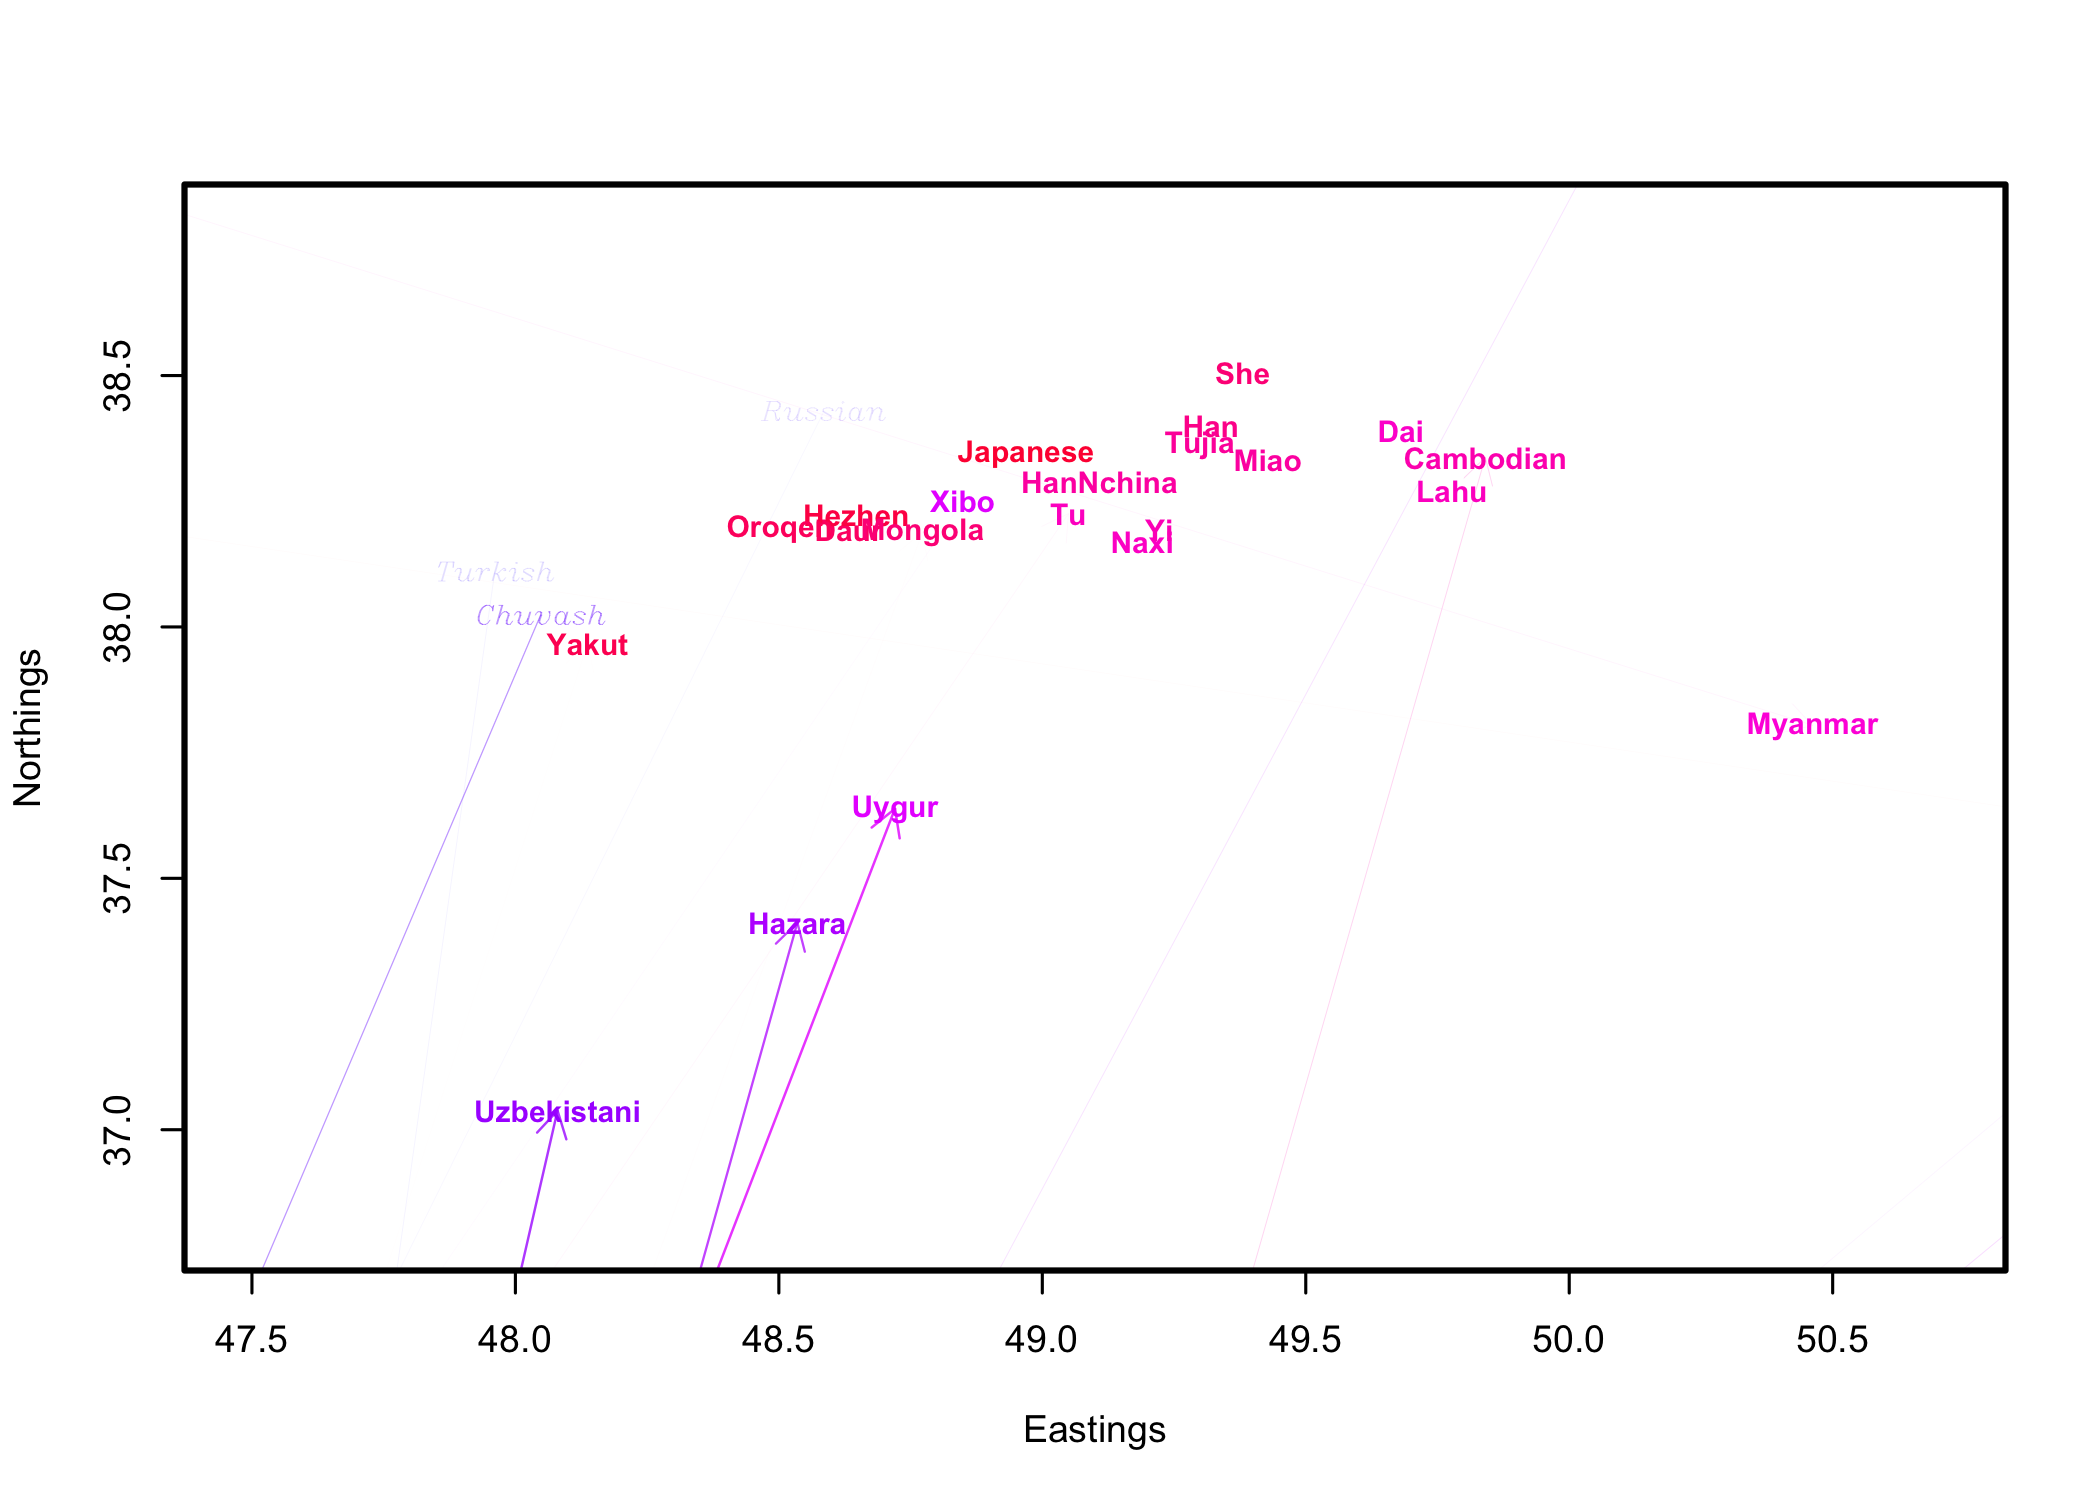 38.5
She
Russian
Han
Dai
Tujia
Japanese
Cambodian
Miao
HanNchina
Lahu
Xibo
Tu
Hezhen
Oroqen
Daur
Mongola
Yi
Naxi
Turkish
Chuvash
38.0
Yakut
Myanmar
Northings
Uygur
37.5
Hazara
Uzbekistani
37.0
47.5 48.0 48.5 49.0 49.5 50.0 50.5
Eastings